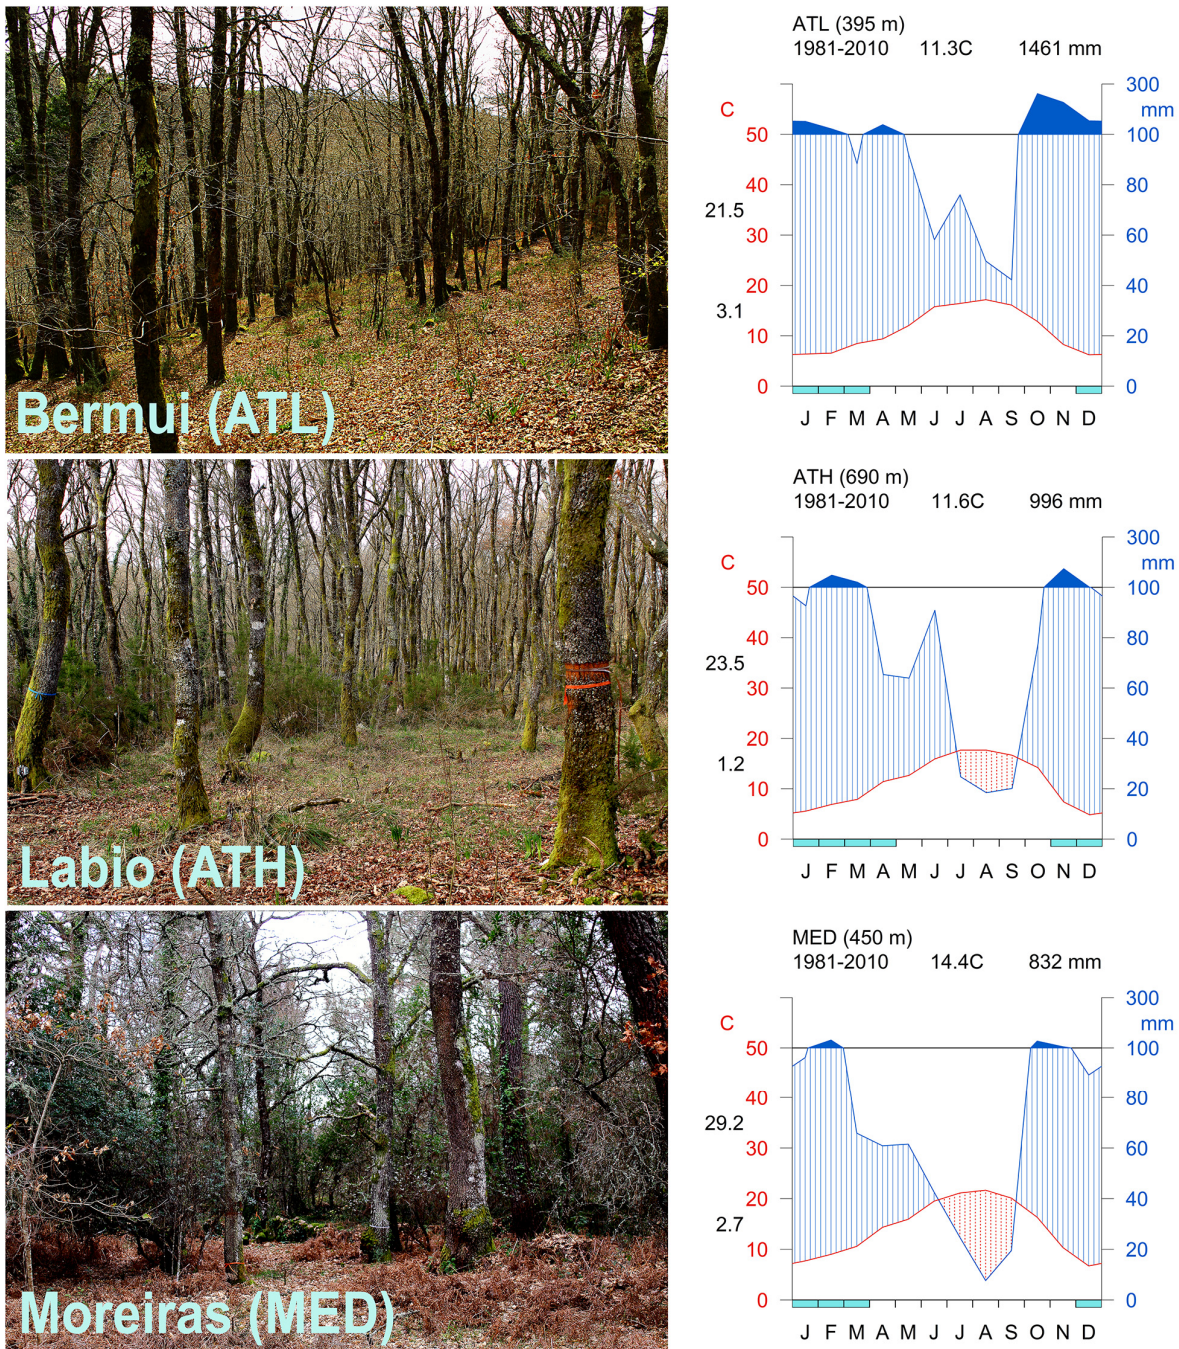 Bermui (ATL)
ATL (395 m)
1981-2010 11.3C 1461 mm
C
300
mm
50
100
40
80
21.5
30
60
20
40
3.1
10
20
0
0
J F M A M J J A S O N D
Labio (ATH)
ATH (690 m)
1981-2010 11.6C 996 mm
C
300
mm
50
100
40
80
23.5
30
60
20
40
1.2
10
20
0
0
J F M A M J J A S O N D
Moreiras (MED)
MED (450 m)
1981-2010 14.4C 832 mm
C
300
mm
50
100
40
80
29.2
30
60
20
40
2.7
10
20
0
0
J F M A M J J A S O N D